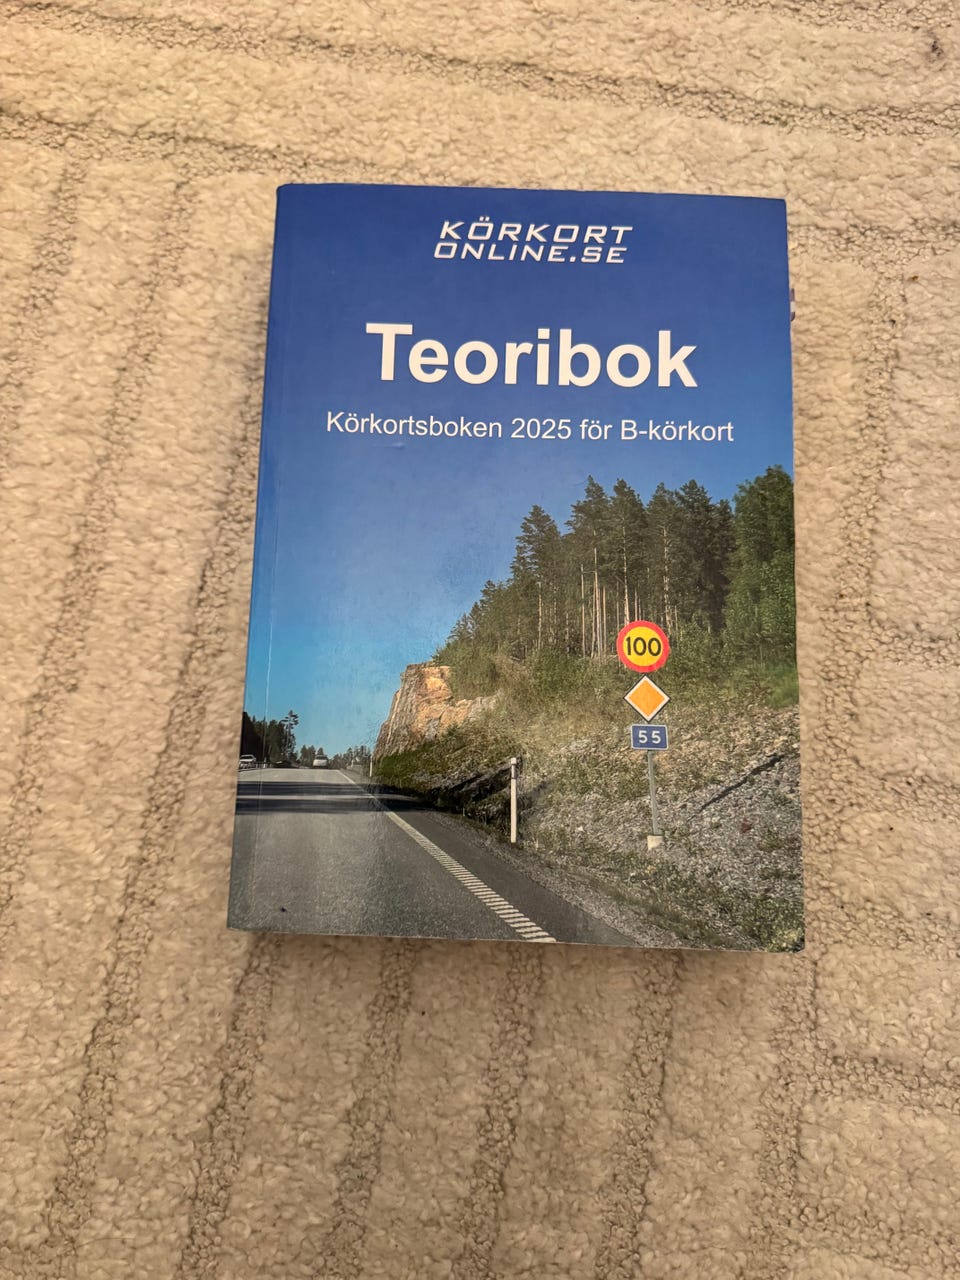 KÖRKORT
ONLINE.SE
Teoribok
Körkortsboken 2025 för B-körkort
100
55